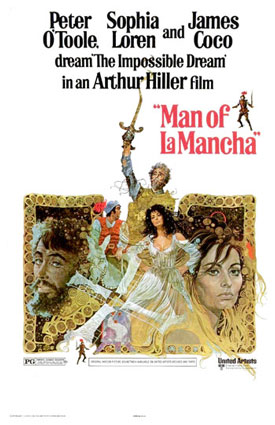 Peter Sophia and James
O'Toole, Loren Coco
dream 'The Impossible Dream'
in an Arthur Hiller film
"Man of
La Mancha"
PG
United Artists